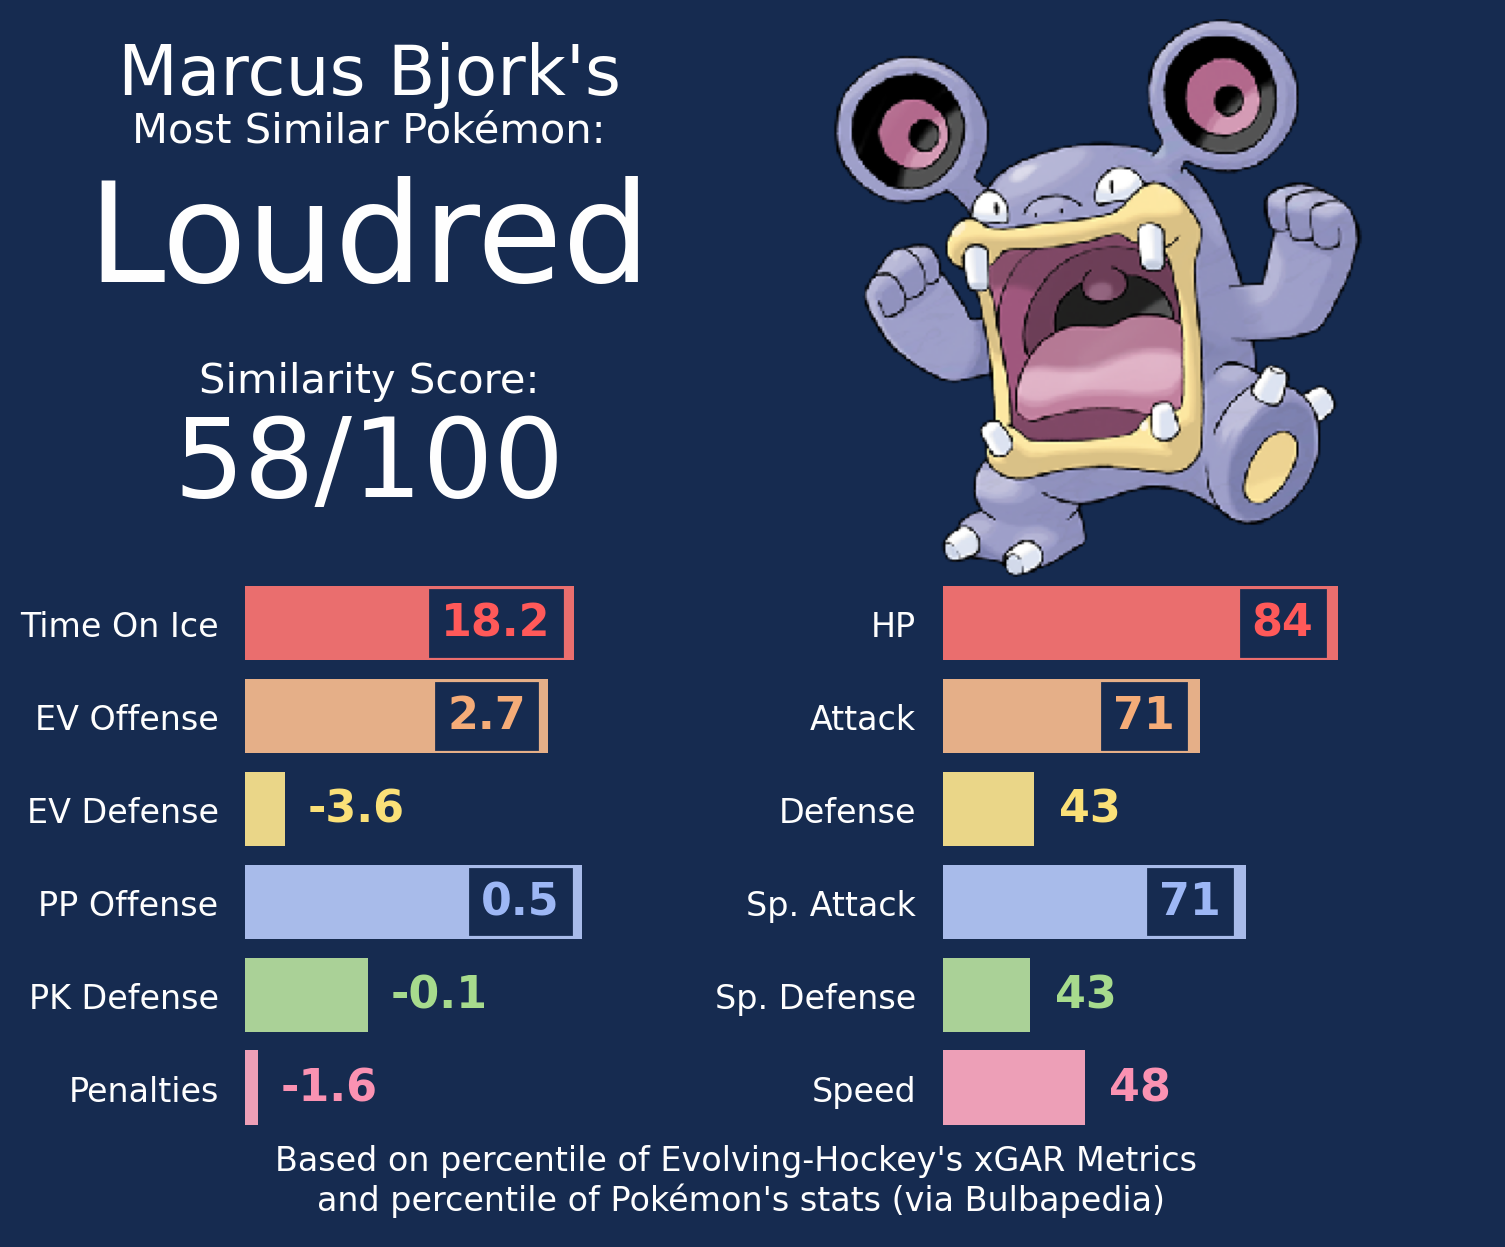 Marcus Bjork's
Most Similar Pokémon:
Loudred
Similarity Score:
58/100
Time On Ice 18.2
EV Offense 2.7
EV Defense -3.6
PP Offense 0.5
PK Defense -0.1
Penalties -1.6
HP 84
Attack 71
Defense 43
Sp. Attack 71
Sp. Defense 43
Speed 48
Based on percentile of Evolving-Hockey's xGAR Metrics
and percentile of Pokémon's stats (via Bulbapedia)